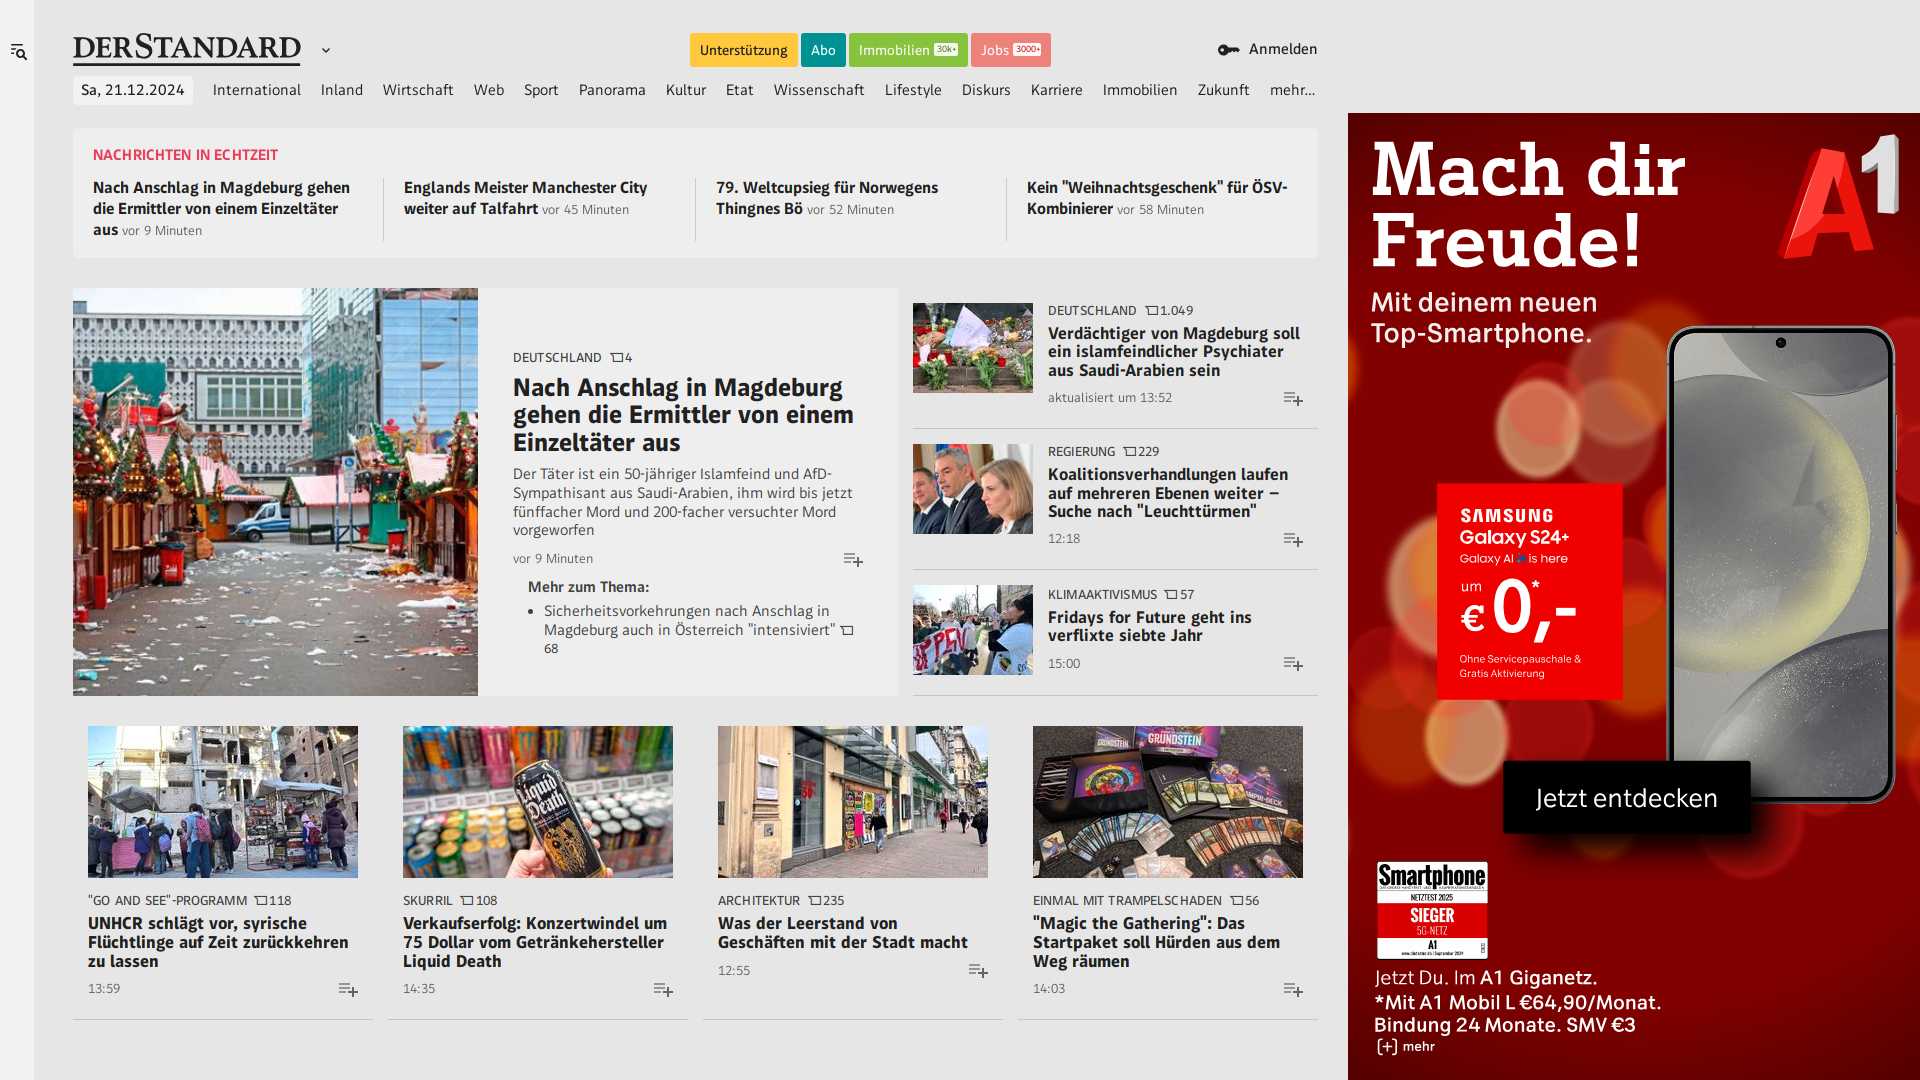 DERSTANDARD
Unterstützung
Abo
Immobilien 30k+
Jobs 3000+
Anmelden
Sa, 21.12.2024
International
Inland
Wirtschaft
Web
Sport
Panorama
Kultur
Etat
Wissenschaft
Lifestyle
Diskurs
Karriere
Immobilien
Zukunft
mehr...
NACHRICHTEN IN ECHTZEIT
Nach Anschlag in Magdeburg gehen
die Ermittler von einem Einzeltäter
aus vor 9 Minuten
Englands Meister Manchester City
weiter auf Talfahrt vor 45 Minuten
79. Weltcupsieg für Norwegens
Thingnes Bö vor 52 Minuten
Kein "Weihnachtsgeschenk" für ÖSV-
Kombinierer vor 58 Minuten
DEUTSCHLAND 4
Nach Anschlag in Magdeburg
gehen die Ermittler von einem
Einzeltäter aus
Der Täter ist ein 50-jähriger Islamfeind und AfD-
Sympathisant aus Saudi-Arabien, ihm wird bis jetzt
fünffacher Mord und 200-facher versuchter Mord
vorgeworfen
vor 9 Minuten
Mehr zum Thema:
• Sicherheitsvorkehrungen nach Anschlag in
Magdeburg auch in Österreich "intensiviert"
68
DEUTSCHLAND 1.049
Verdächtiger von Magdeburg soll
ein islamfeindlicher Psychiater
aus Saudi-Arabien sein
aktualisiert um 13:52
REGIERUNG 229
Koalitionsverhandlungen laufen
auf mehreren Ebenen weiter –
Suche nach "Leuchttürmen"
12:18
KLIMAAKTIVISMUS 57
Fridays for Future geht ins
verflixte siebte Jahr
15:00
"GO AND SEE"-PROGRAMM 118
UNHCR schlägt vor, syrische
Flüchtlinge auf Zeit zurückkehren
zu lassen
13:59
Liquid
Death
SKURRIL 108
Verkaufserfolg: Konzertwindel um
75 Dollar vom Getränkehersteller
Liquid Death
14:35
ARCHITEKTUR 235
Was der Leerstand von
Geschäften mit der Stadt macht
12:55
GRUNDSTEIN
GRUNDSTEIN
EINMAL MIT TRAMPELSCHADEN 56
"Magic the Gathering": Das
Startpaket soll Hürden aus dem
Weg räumen
14:03
Mach dir
Freude!
A1
Mit deinem neuen
Top-Smartphone.
SAMSUNG
Galaxy S24+
Galaxy AI is here
um
€ 0,-*
Ohne Servicepauschale &
Gratis Aktivierung
Jetzt entdecken
Smartphone
NETZTEST 2025
SIEGER
5G-NETZ
A1
Jetzt Du. Im A1 Giganetz.
*Mit A1 Mobil L €64,90/Monat.
Bindung 24 Monate. SMV €3
[+] mehr